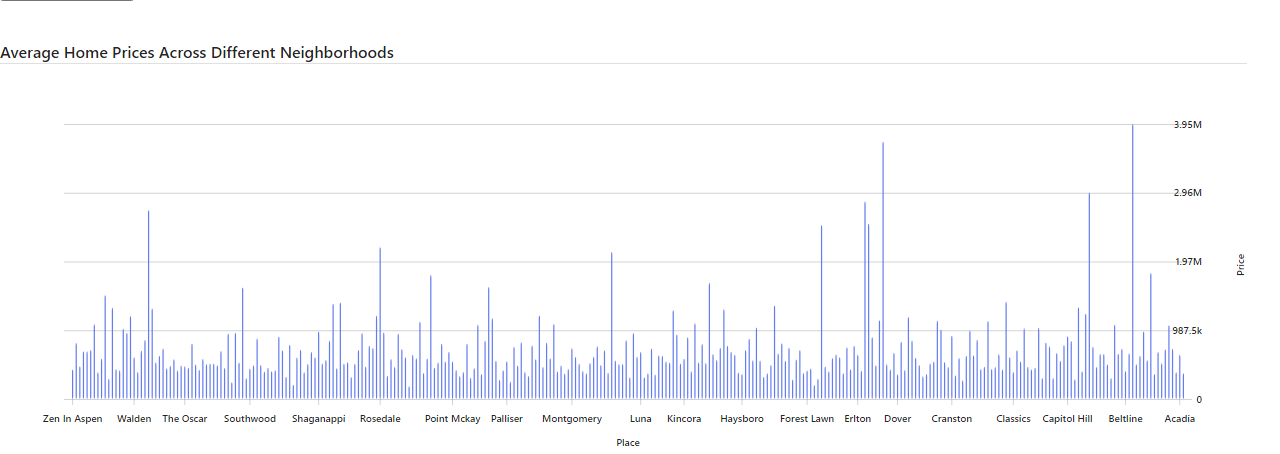 Average Home Prices Across Different Neighborhoods
3.95M
2.96M
1.97M
987.5k
0
Price
Zen In Aspen Walden The Oscar Southwood Shaganappi Rosedale Point Mckay Palliser Montgomery Luna Kincora Haysboro Forest Lawn Erlton Dover Cranston Classics Capitol Hill Beltline Acadia
Place